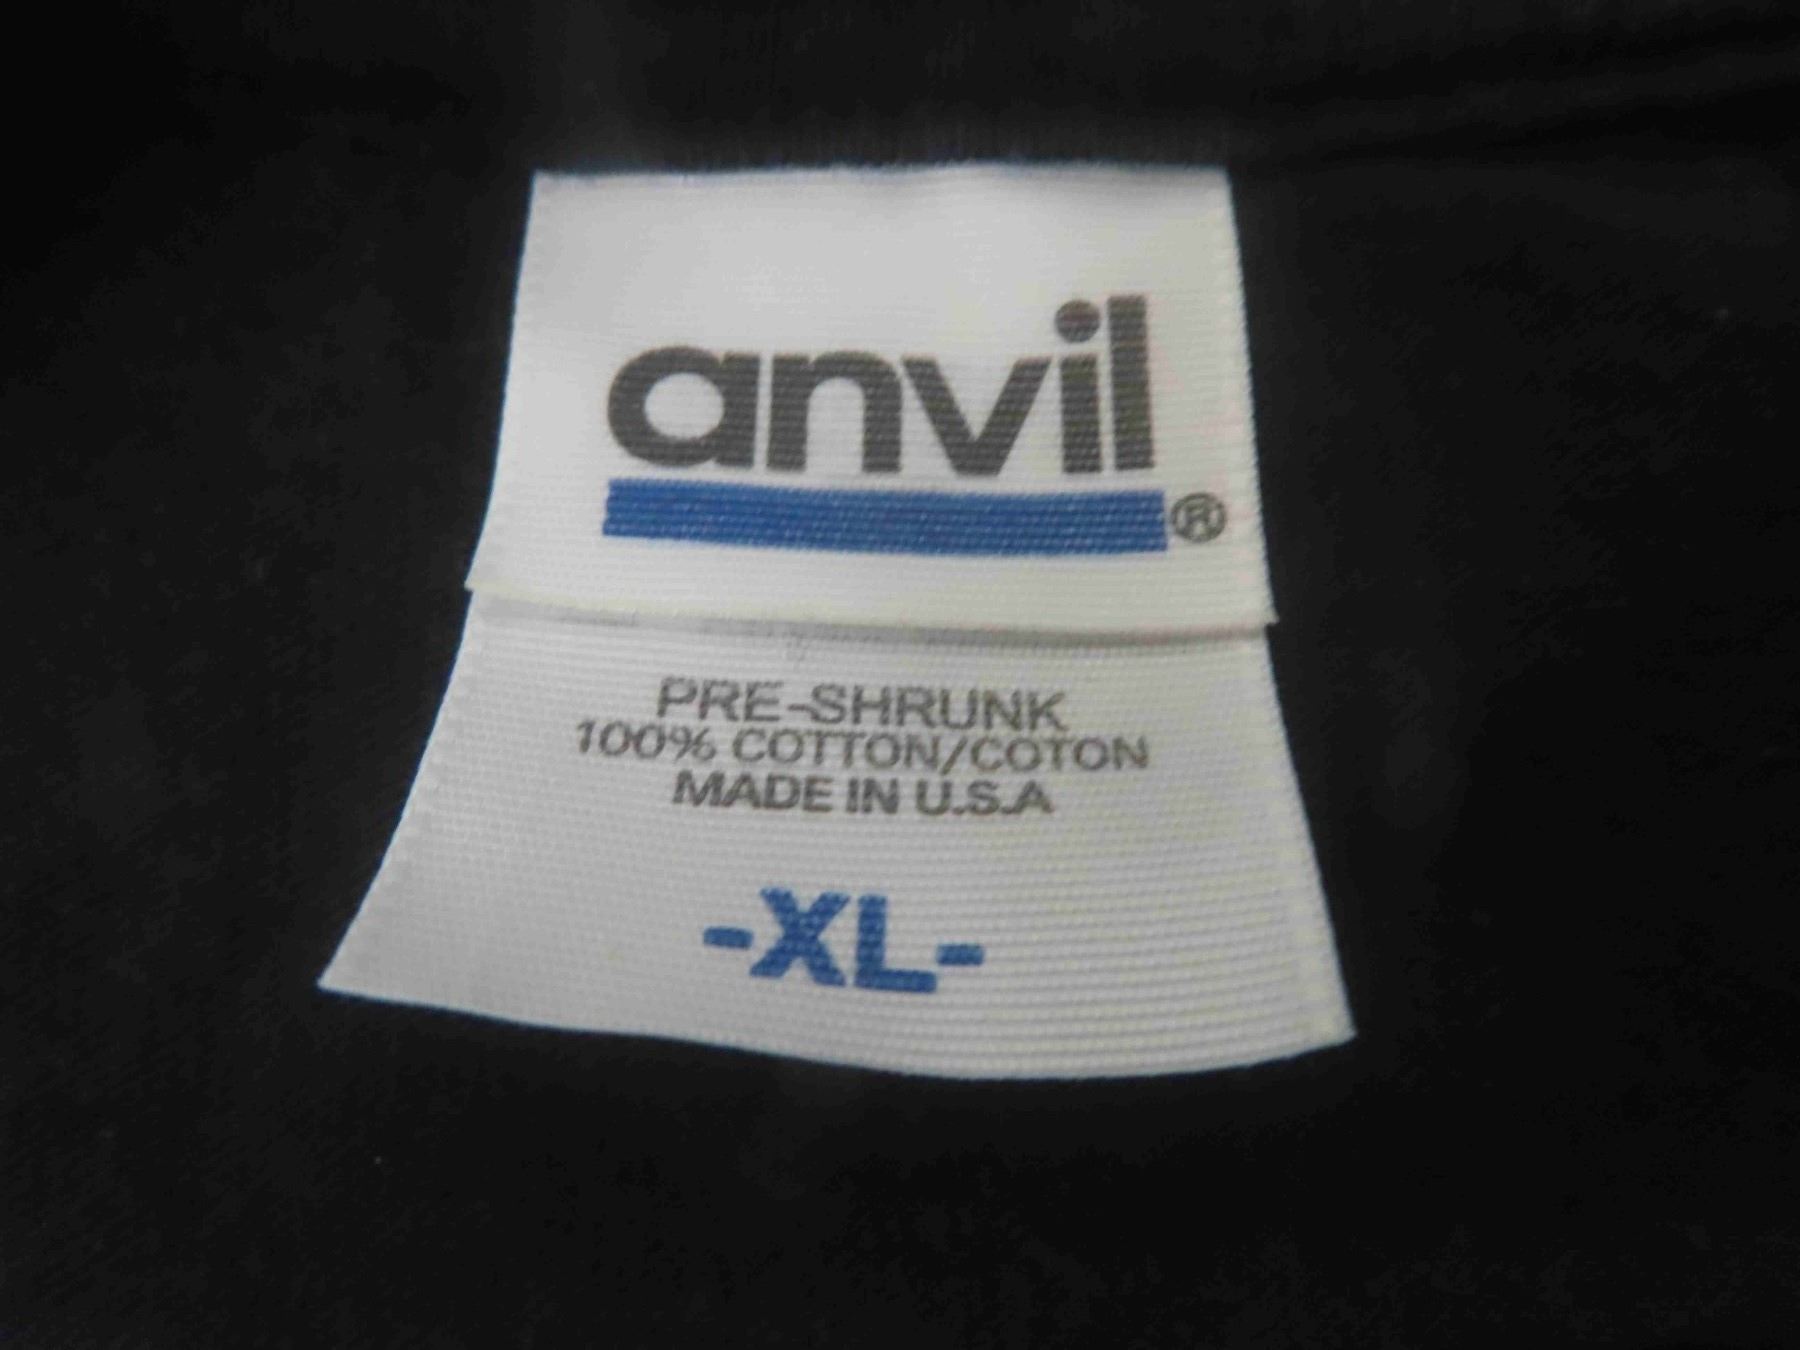 anvil
®
PRE-SHRUNK
100% COTTON/COTON
MADE IN U.S.A
-XL-